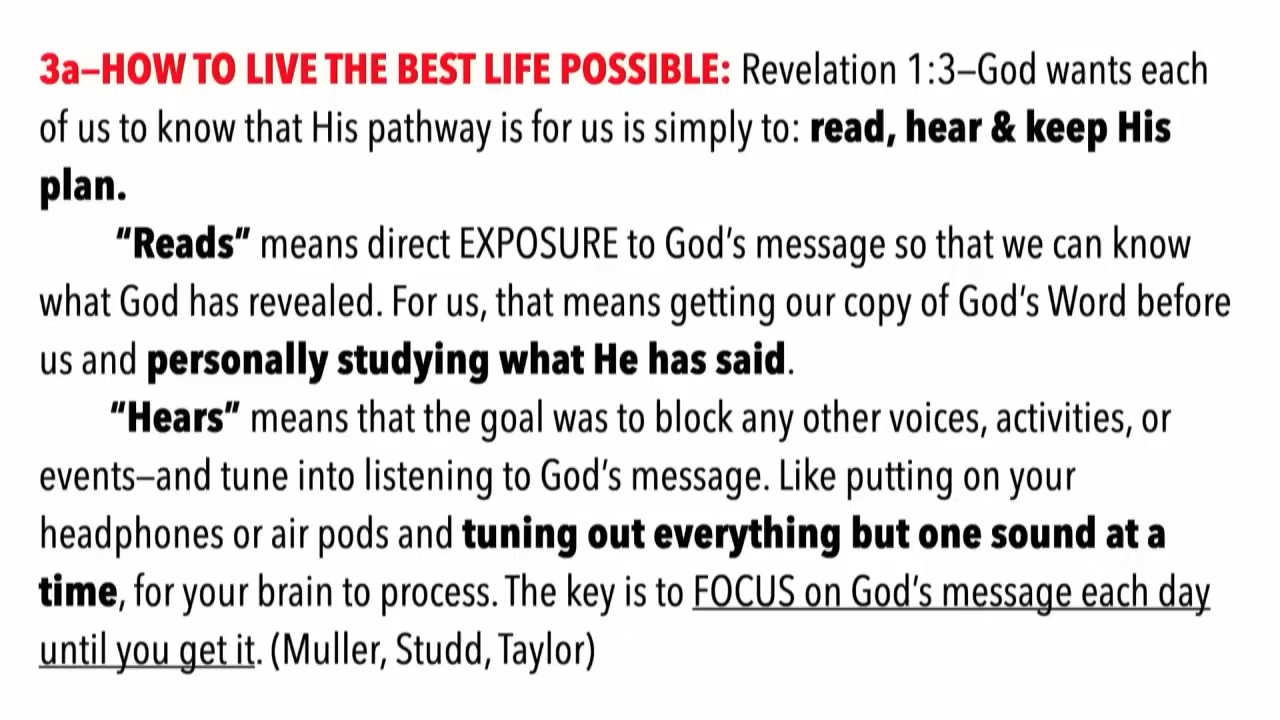 3a–HOW TO LIVE THE BEST LIFE POSSIBLE: Revelation 1:3–God wants each
of us to know that His pathway is for us is simply to: read, hear & keep His
plan.
“Reads” means direct EXPOSURE to God’s message so that we can know
what God has revealed. For us, that means getting our copy of God’s Word before
us and personally studying what He has said.
“Hears” means that the goal was to block any other voices, activities, or
events–and tune into listening to God’s message. Like putting on your
headphones or air pods and tuning out everything but one sound at a
time, for your brain to process. The key is to FOCUS on God’s message each day
until you get it. (Muller, Studd, Taylor)